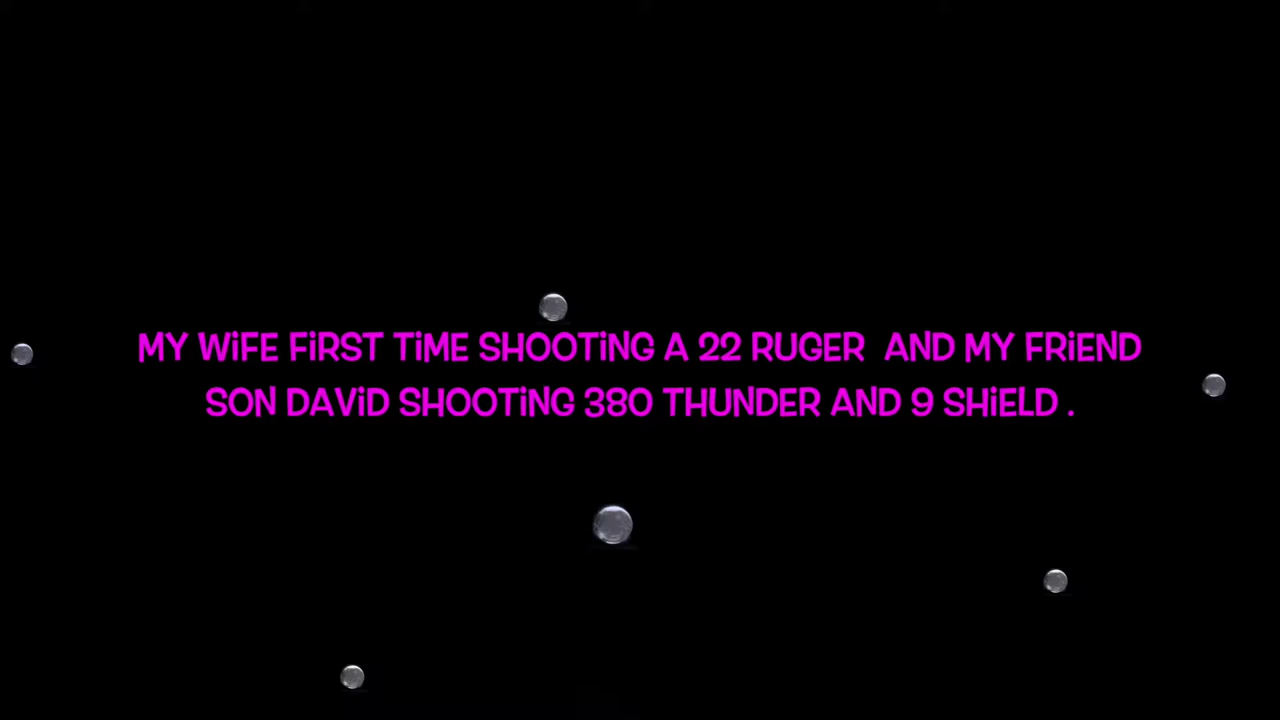 MY WiFE FiRST TiME SHOOTiNG A 22 RUGER  AND MY FRiEND
SON DAViD SHOOTiNG 380 THUNDER AND 9 SHiELD .